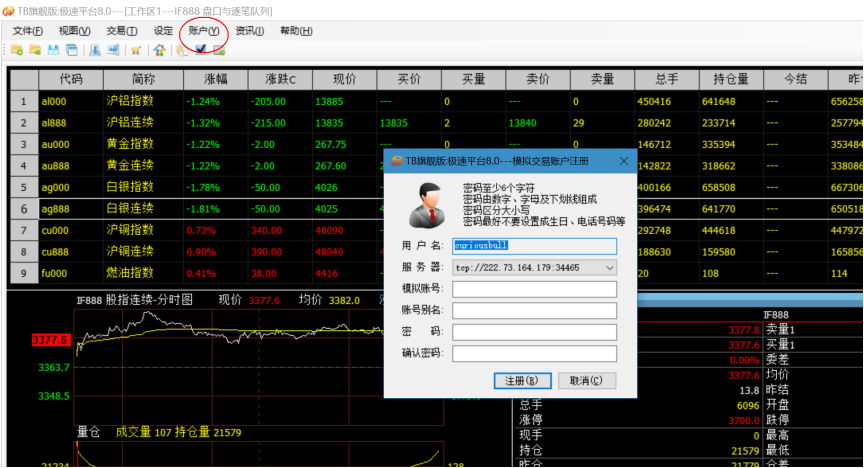 TB旗舰版:极速平台8.0---[工作区1---IF888 盘口与逐笔队列]
文件(F) 视图(V) 交易(T) 设定 账户(Y) 资讯(I) 帮助(H)
代码 简称 涨幅 涨跌C 现价 买价 买量 卖价 卖量 总手 持仓量 今结 昨
1 al000 沪铝指数 -1.24% -205.00 13885 --- 0 --- 0 450416 641648 --- 656258
2 al888 沪铝连续 -1.32% -215.00 13835 13835 2 13840 29 280242 233714 --- 257794
3 au000 黄金指数 -1.22% -2.00 267.75 --- 0 --- 0 146712 335394 --- 353484
4 au888 黄金连续 -1.22% -2.00 267.60 142822 318662 --- 338086
5 ag000 白银指数 -1.78% -50.00 4026 400166 658508 --- 667306
6 ag888 白银连续 -1.81% -50.00 4025 396474 641770 --- 650518
7 cu000 沪铜指数 0.73% 340.00 48090 292748 444618 --- 447972
8 cu888 沪铜连续 0.90% 390.00 48040 188630 159580 --- 165856
9 fu000 燃油指数 0.41% 38.00 4416 20 108 --- 114
TB旗舰版:极速平台8.0---模拟交易账户注册
密码至少6个字符
密码由数字、字母及下划线组成
密码区分大小写
密码最好不要设置成生日、电话号码等
用 户 名: curiousbull
服 务 器: tcp://222.73.164.179:34465
模拟账号:
账号别名:
密 码:
确认密码:
注册(R) 取消(C)
IF888 股指连续-分时图 现价 3377.6 均价 3382.0
3377.6
3363.7
3348.5
量仓 成交量 107 持仓量 21579
21234 128
IF888
3377.8 卖量1
3377.6 买量1
0.00% 委差
3377.6 均价
13.8 昨结
总手 6096 开盘
涨停 3700.0 跌停
现手 0 最高
持仓 21579 最低
昨仓 21779 仓差